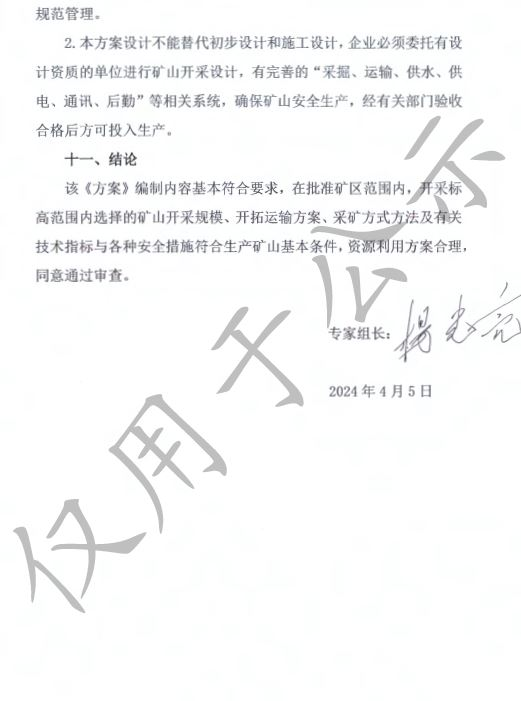 规范管理。
2.本方案设计不能替代初步设计和施工设计，企业必须委托有设
计资质的单位进行矿山开采设计，有完善的“采掘、运输、供水、供
电、通讯、后勤”等相关系统，确保矿山安全生产，经有关部门验收
合格后方可投入生产。
十一、结论
该《方案》编制内容基本符合要求，在批准矿区范围内，开采标
高范围内选择的矿山开采规模、开拓运输方案、采矿方式方法及有关
技术指标与各种安全措施符合生产矿山基本条件，资源利用方案合理，
同意通过审查。
专家组长：
2024年4月5日
仅用于公示